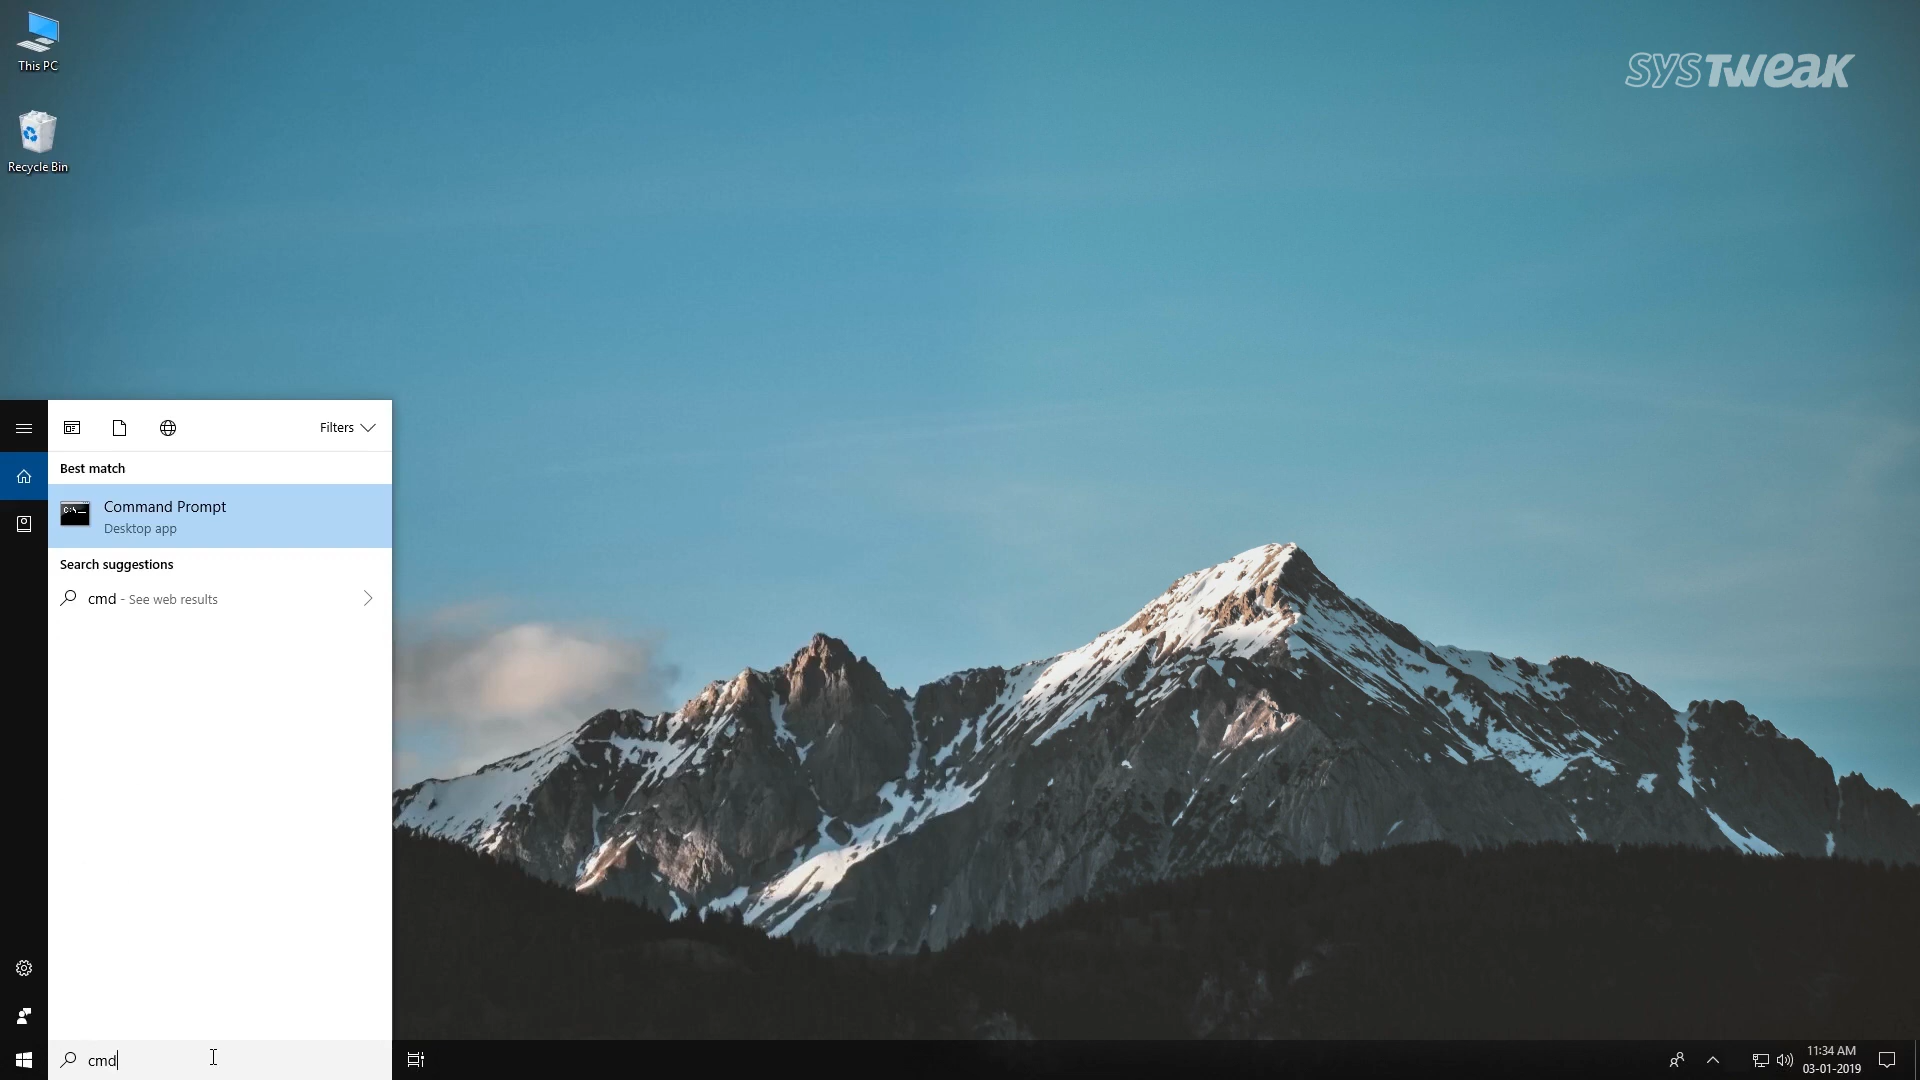 This PC
Recycle Bin
SYSTweak
Filters
Best match
C:\_
Command Prompt
Desktop app
Search suggestions
cmd - See web results
cmd
11:34 AM
03-01-2019